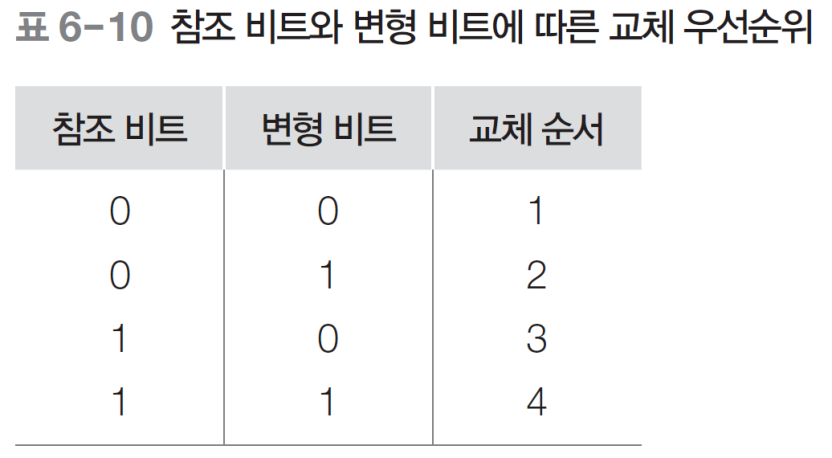 표 6-10 참조 비트와 변형 비트에 따른 교체 우선순위
참조 비트 변형 비트 교체 순서
0 0 1
0 1 2
1 0 3
1 1 4